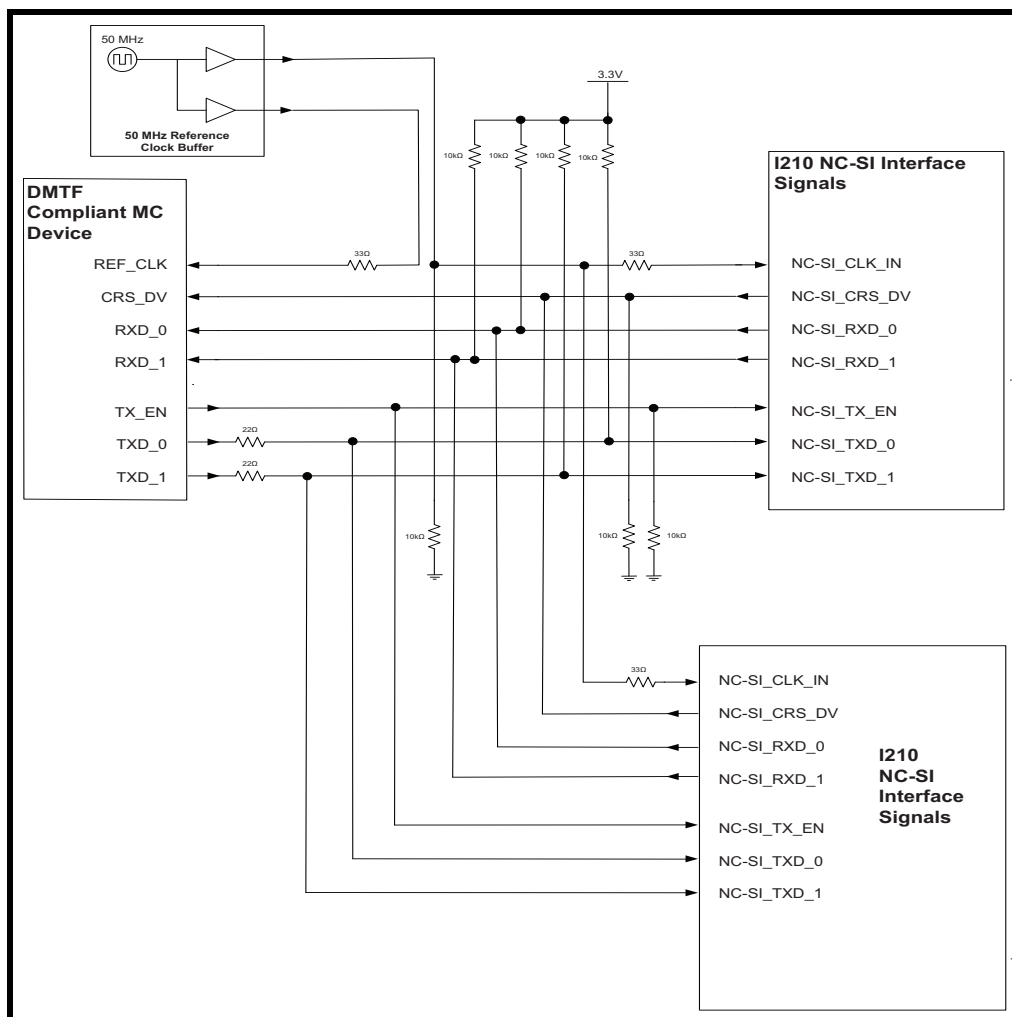 50 MHz
50 MHz Reference
Clock Buffer
3.3V
10kΩ
10kΩ
10kΩ
10kΩ
DMTF
Compliant MC
Device
REF_CLK
CRS_DV
RXD_0
RXD_1
TX_EN
TXD_0
TXD_1
33Ω
33Ω
22Ω
22Ω
I210 NC-SI Interface
Signals
NC-SI_CLK_IN
NC-SI_CRS_DV
NC-SI_RXD_0
NC-SI_RXD_1
NC-SI_TX_EN
NC-SI_TXD_0
NC-SI_TXD_1
10kΩ
10kΩ
10kΩ
33Ω
NC-SI_CLK_IN
NC-SI_CRS_DV
NC-SI_RXD_0
NC-SI_RXD_1
NC-SI_TX_EN
NC-SI_TXD_0
NC-SI_TXD_1
I210
NC-SI
Interface
Signals